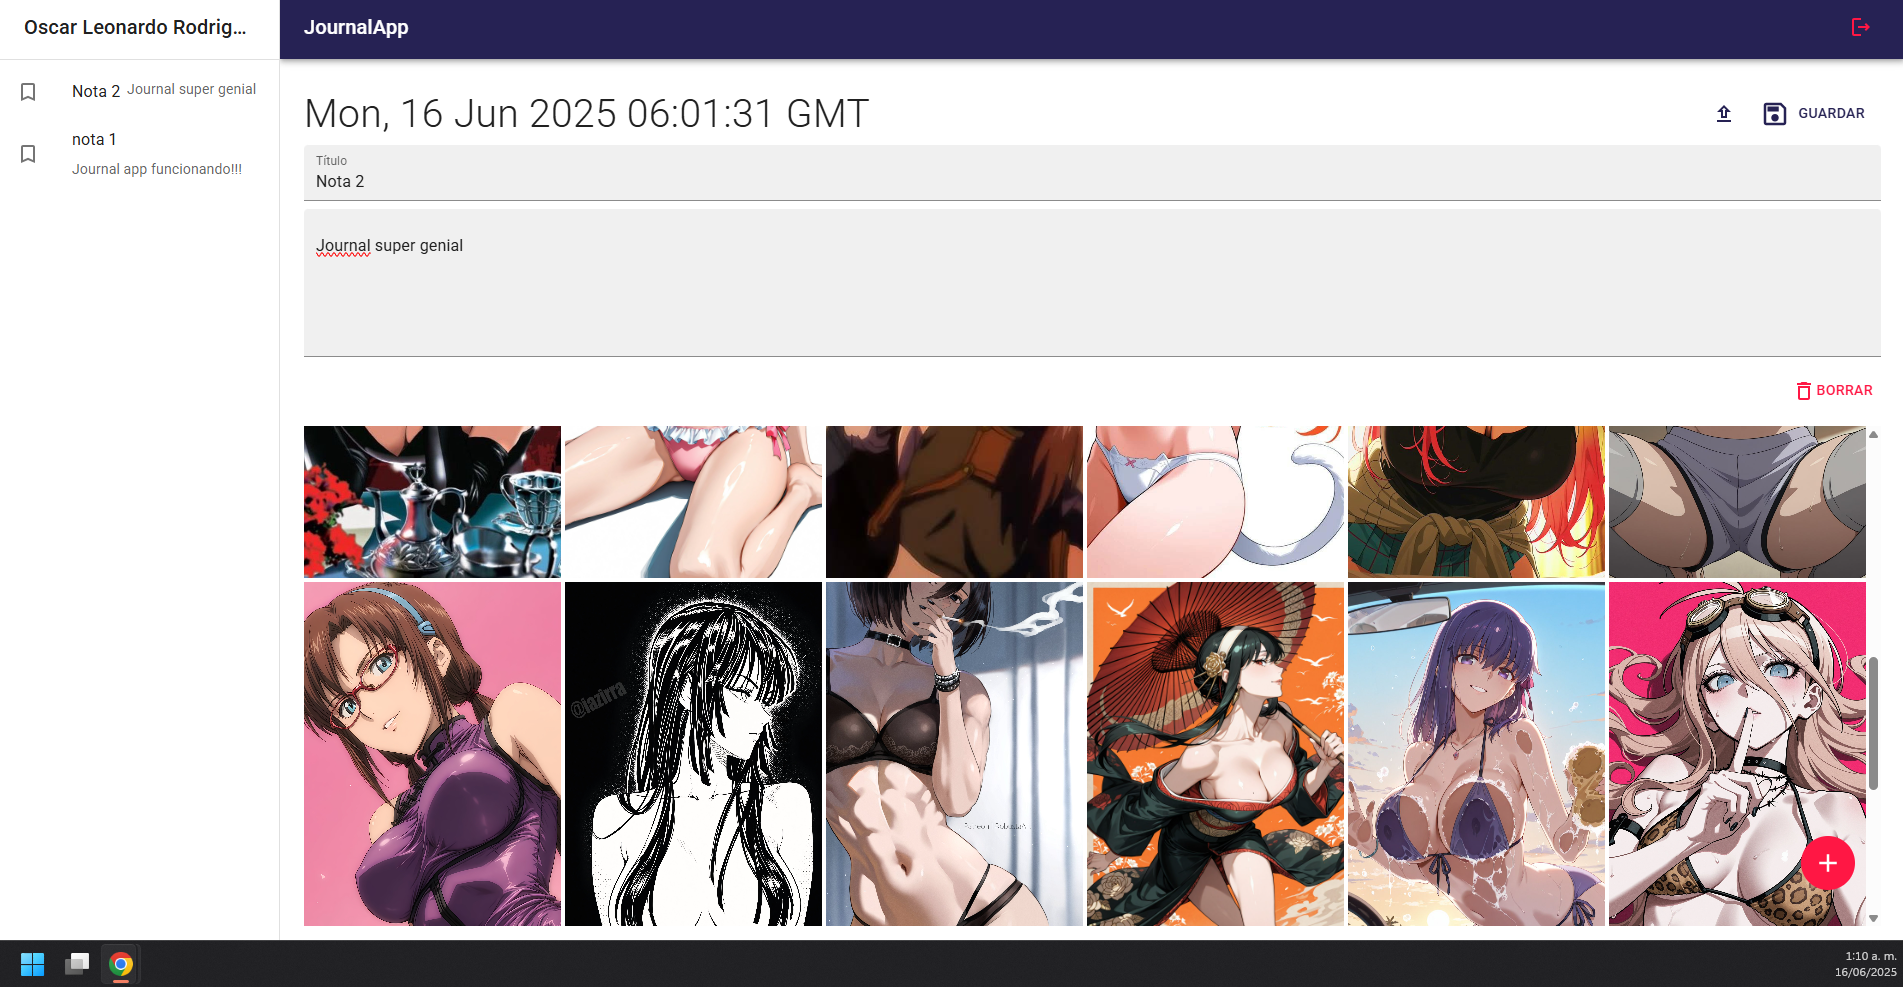 Oscar Leonardo Rodrig...
JournalApp
Nota 2 Journal super genial
nota 1
Journal app funcionando!!!
Mon, 16 Jun 2025 06:01:31 GMT
GUARDAR
Título
Nota 2
Journal super genial
BORRAR
@iazirra
1:10 a. m.
16/06/2025